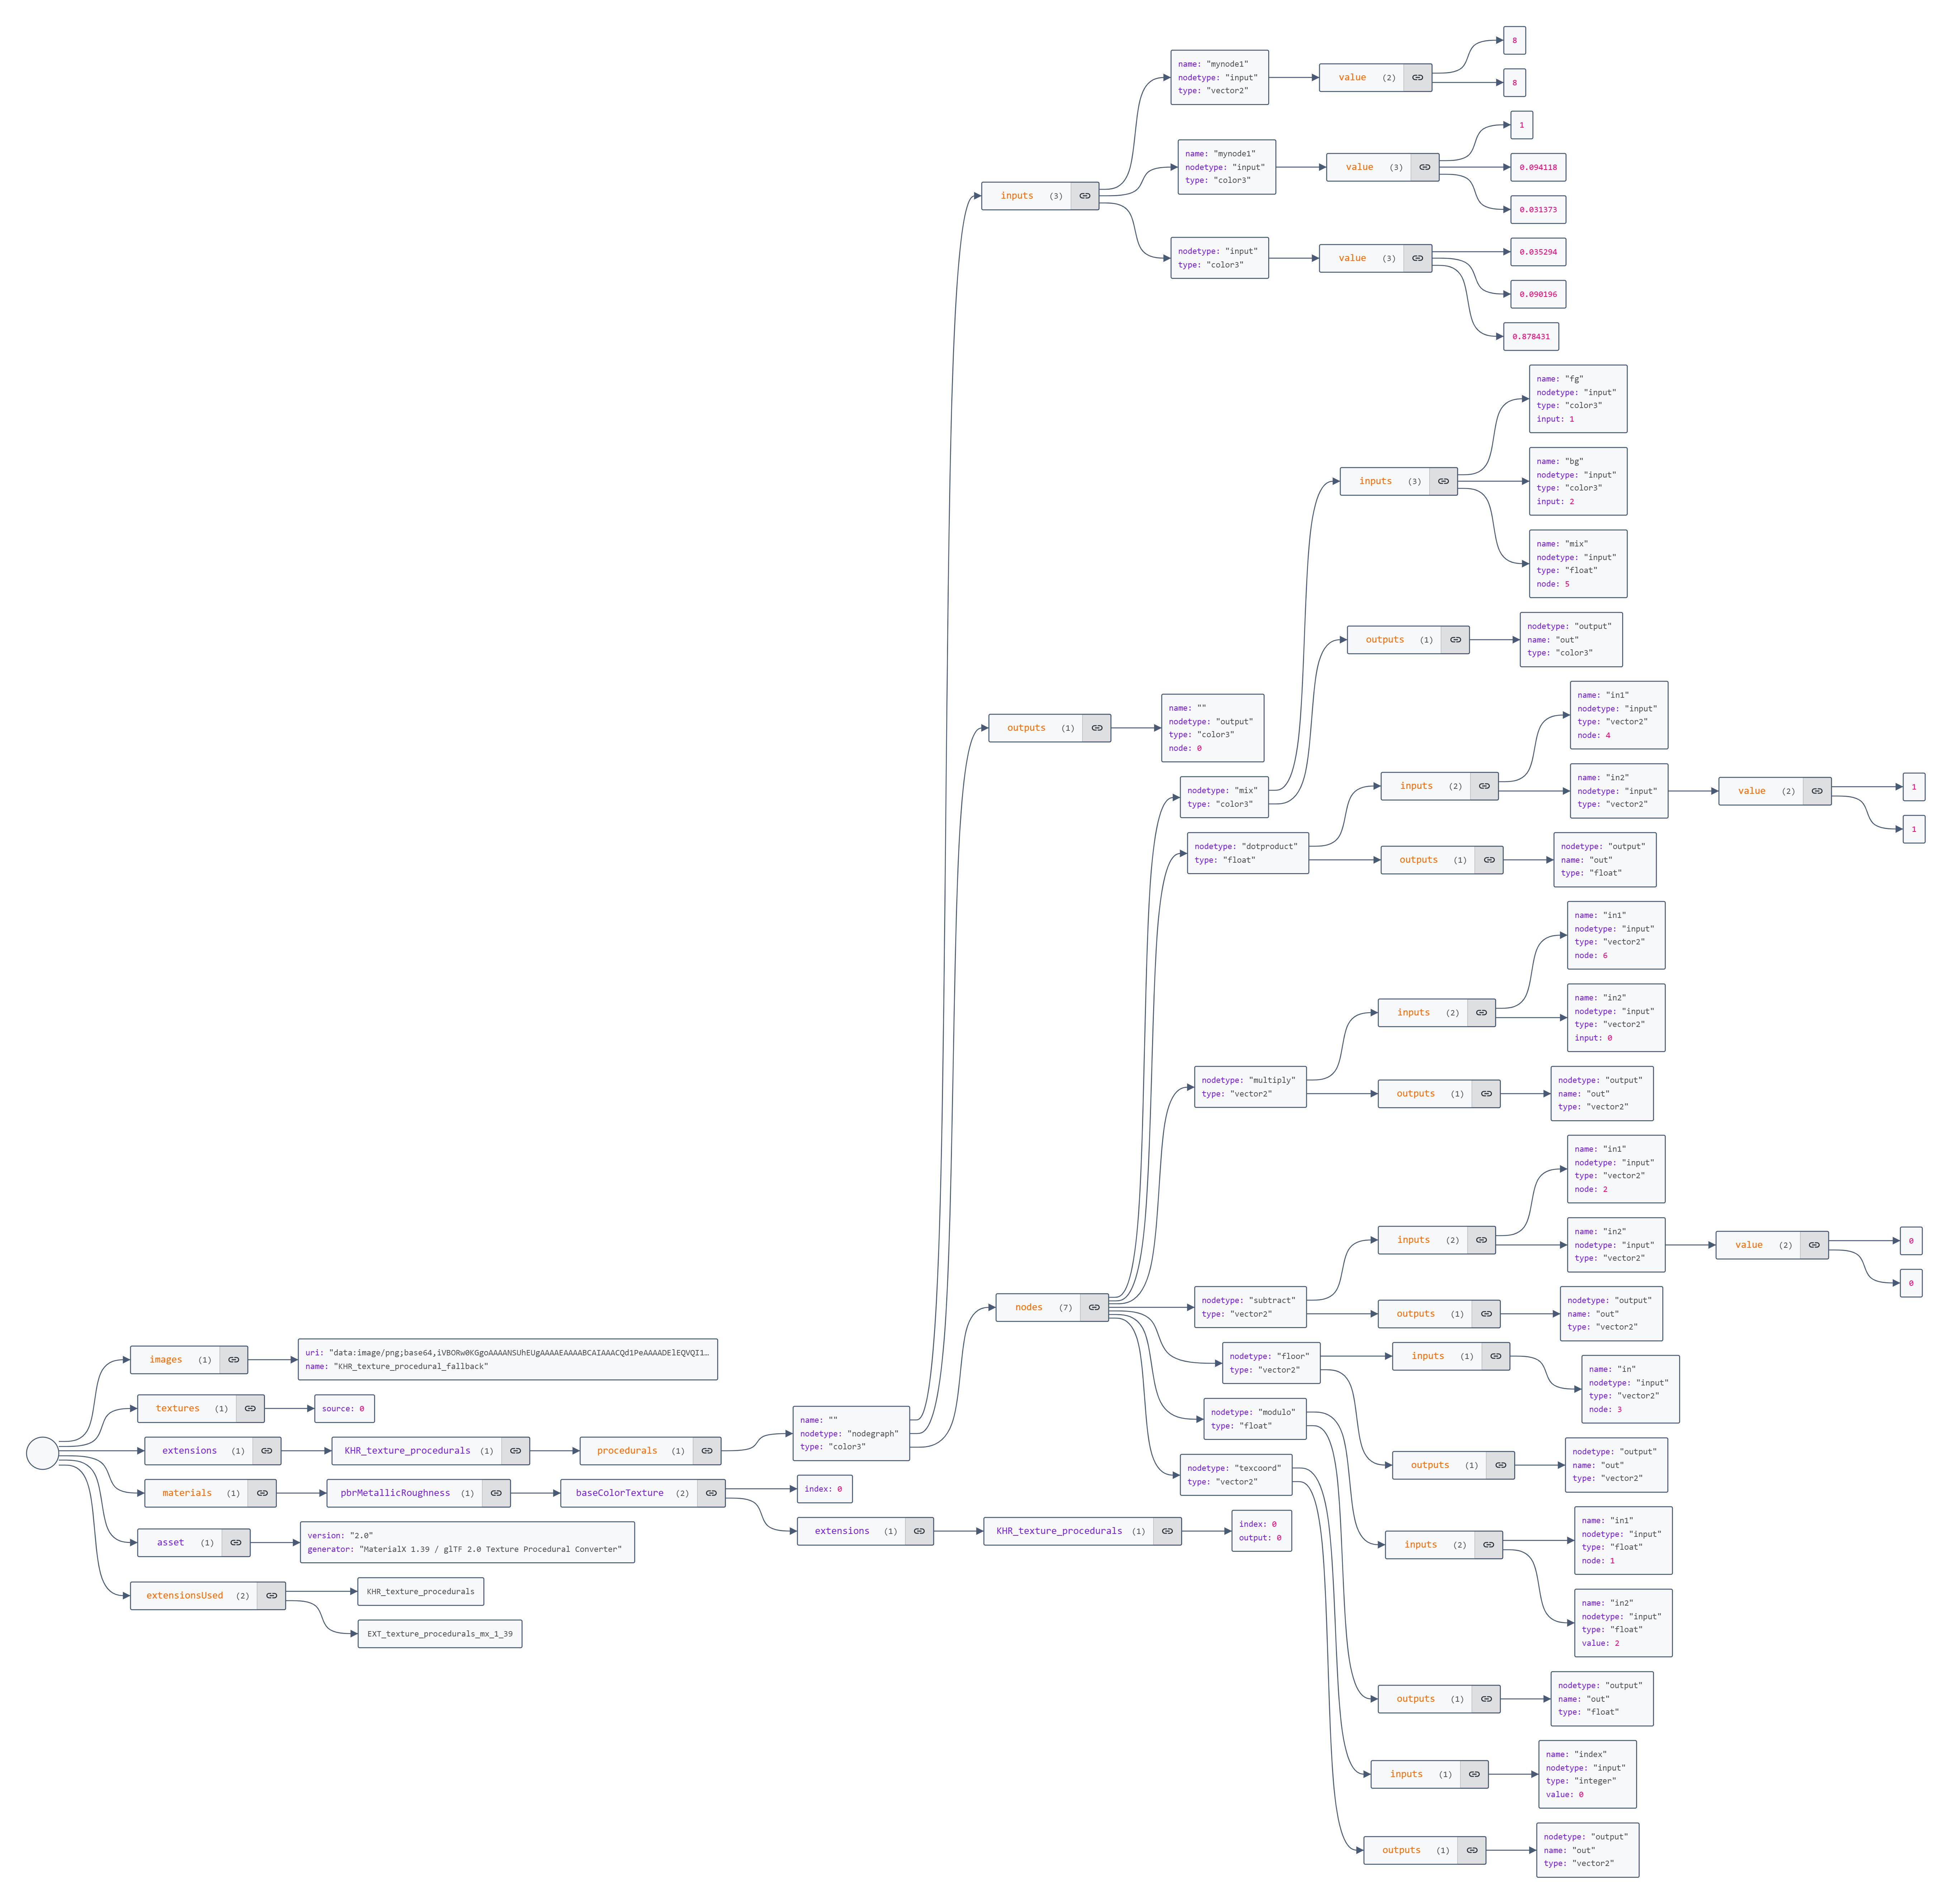 images (1)
uri: "data:image/png;base64,iVBORw0KGgoAAAANSUhEUgAAAAEAAAABCAIAAACQd1PeAAAADElEQVQI1…
name: "KHR_texture_procedural_fallback"
textures (1)
source: 0
extensions (1)
KHR_texture_procedurals (1)
procedurals (1)
name: ""
nodetype: "nodegraph"
type: "color3"
inputs (3)
name: "mynode1"
nodetype: "input"
type: "vector2"
value (2)
8
8
name: "mynode1"
nodetype: "input"
type: "color3"
value (3)
1
0.094118
0.031373
nodetype: "input"
type: "color3"
value (3)
0.035294
0.090196
0.878431
outputs (1)
name: ""
nodetype: "output"
type: "color3"
node: 0
nodes (7)
nodetype: "mix"
type: "color3"
inputs (3)
name: "fg"
nodetype: "input"
type: "color3"
input: 1
name: "bg"
nodetype: "input"
type: "color3"
input: 2
name: "mix"
nodetype: "input"
type: "float"
node: 5
outputs (1)
nodetype: "output"
name: "out"
type: "color3"
nodetype: "dotproduct"
type: "float"
inputs (2)
name: "in1"
nodetype: "input"
type: "vector2"
node: 4
name: "in2"
nodetype: "input"
type: "vector2"
value (2)
1
1
outputs (1)
nodetype: "output"
name: "out"
type: "float"
nodetype: "multiply"
type: "vector2"
inputs (2)
name: "in1"
nodetype: "input"
type: "vector2"
node: 6
name: "in2"
nodetype: "input"
type: "vector2"
input: 0
outputs (1)
nodetype: "output"
name: "out"
type: "vector2"
nodetype: "subtract"
type: "vector2"
inputs (2)
name: "in1"
nodetype: "input"
type: "vector2"
node: 2
name: "in2"
nodetype: "input"
type: "vector2"
value (2)
0
0
outputs (1)
nodetype: "output"
name: "out"
type: "vector2"
nodetype: "floor"
type: "vector2"
inputs (1)
name: "in"
nodetype: "input"
type: "vector2"
node: 3
outputs (1)
nodetype: "output"
name: "out"
type: "vector2"
nodetype: "modulo"
type: "float"
inputs (2)
name: "in1"
nodetype: "input"
type: "float"
node: 1
name: "in2"
nodetype: "input"
type: "float"
value: 2
outputs (1)
nodetype: "output"
name: "out"
type: "float"
nodetype: "texcoord"
type: "vector2"
inputs (1)
name: "index"
nodetype: "input"
type: "integer"
value: 0
outputs (1)
nodetype: "output"
name: "out"
type: "vector2"
materials (1)
pbrMetallicRoughness (1)
baseColorTexture (2)
index: 0
extensions (1)
KHR_texture_procedurals (1)
index: 0
output: 0
asset (1)
version: "2.0"
generator: "MaterialX 1.39 / glTF 2.0 Texture Procedural Converter"
extensionsUsed (2)
KHR_texture_procedurals
EXT_texture_procedurals_mx_1_39